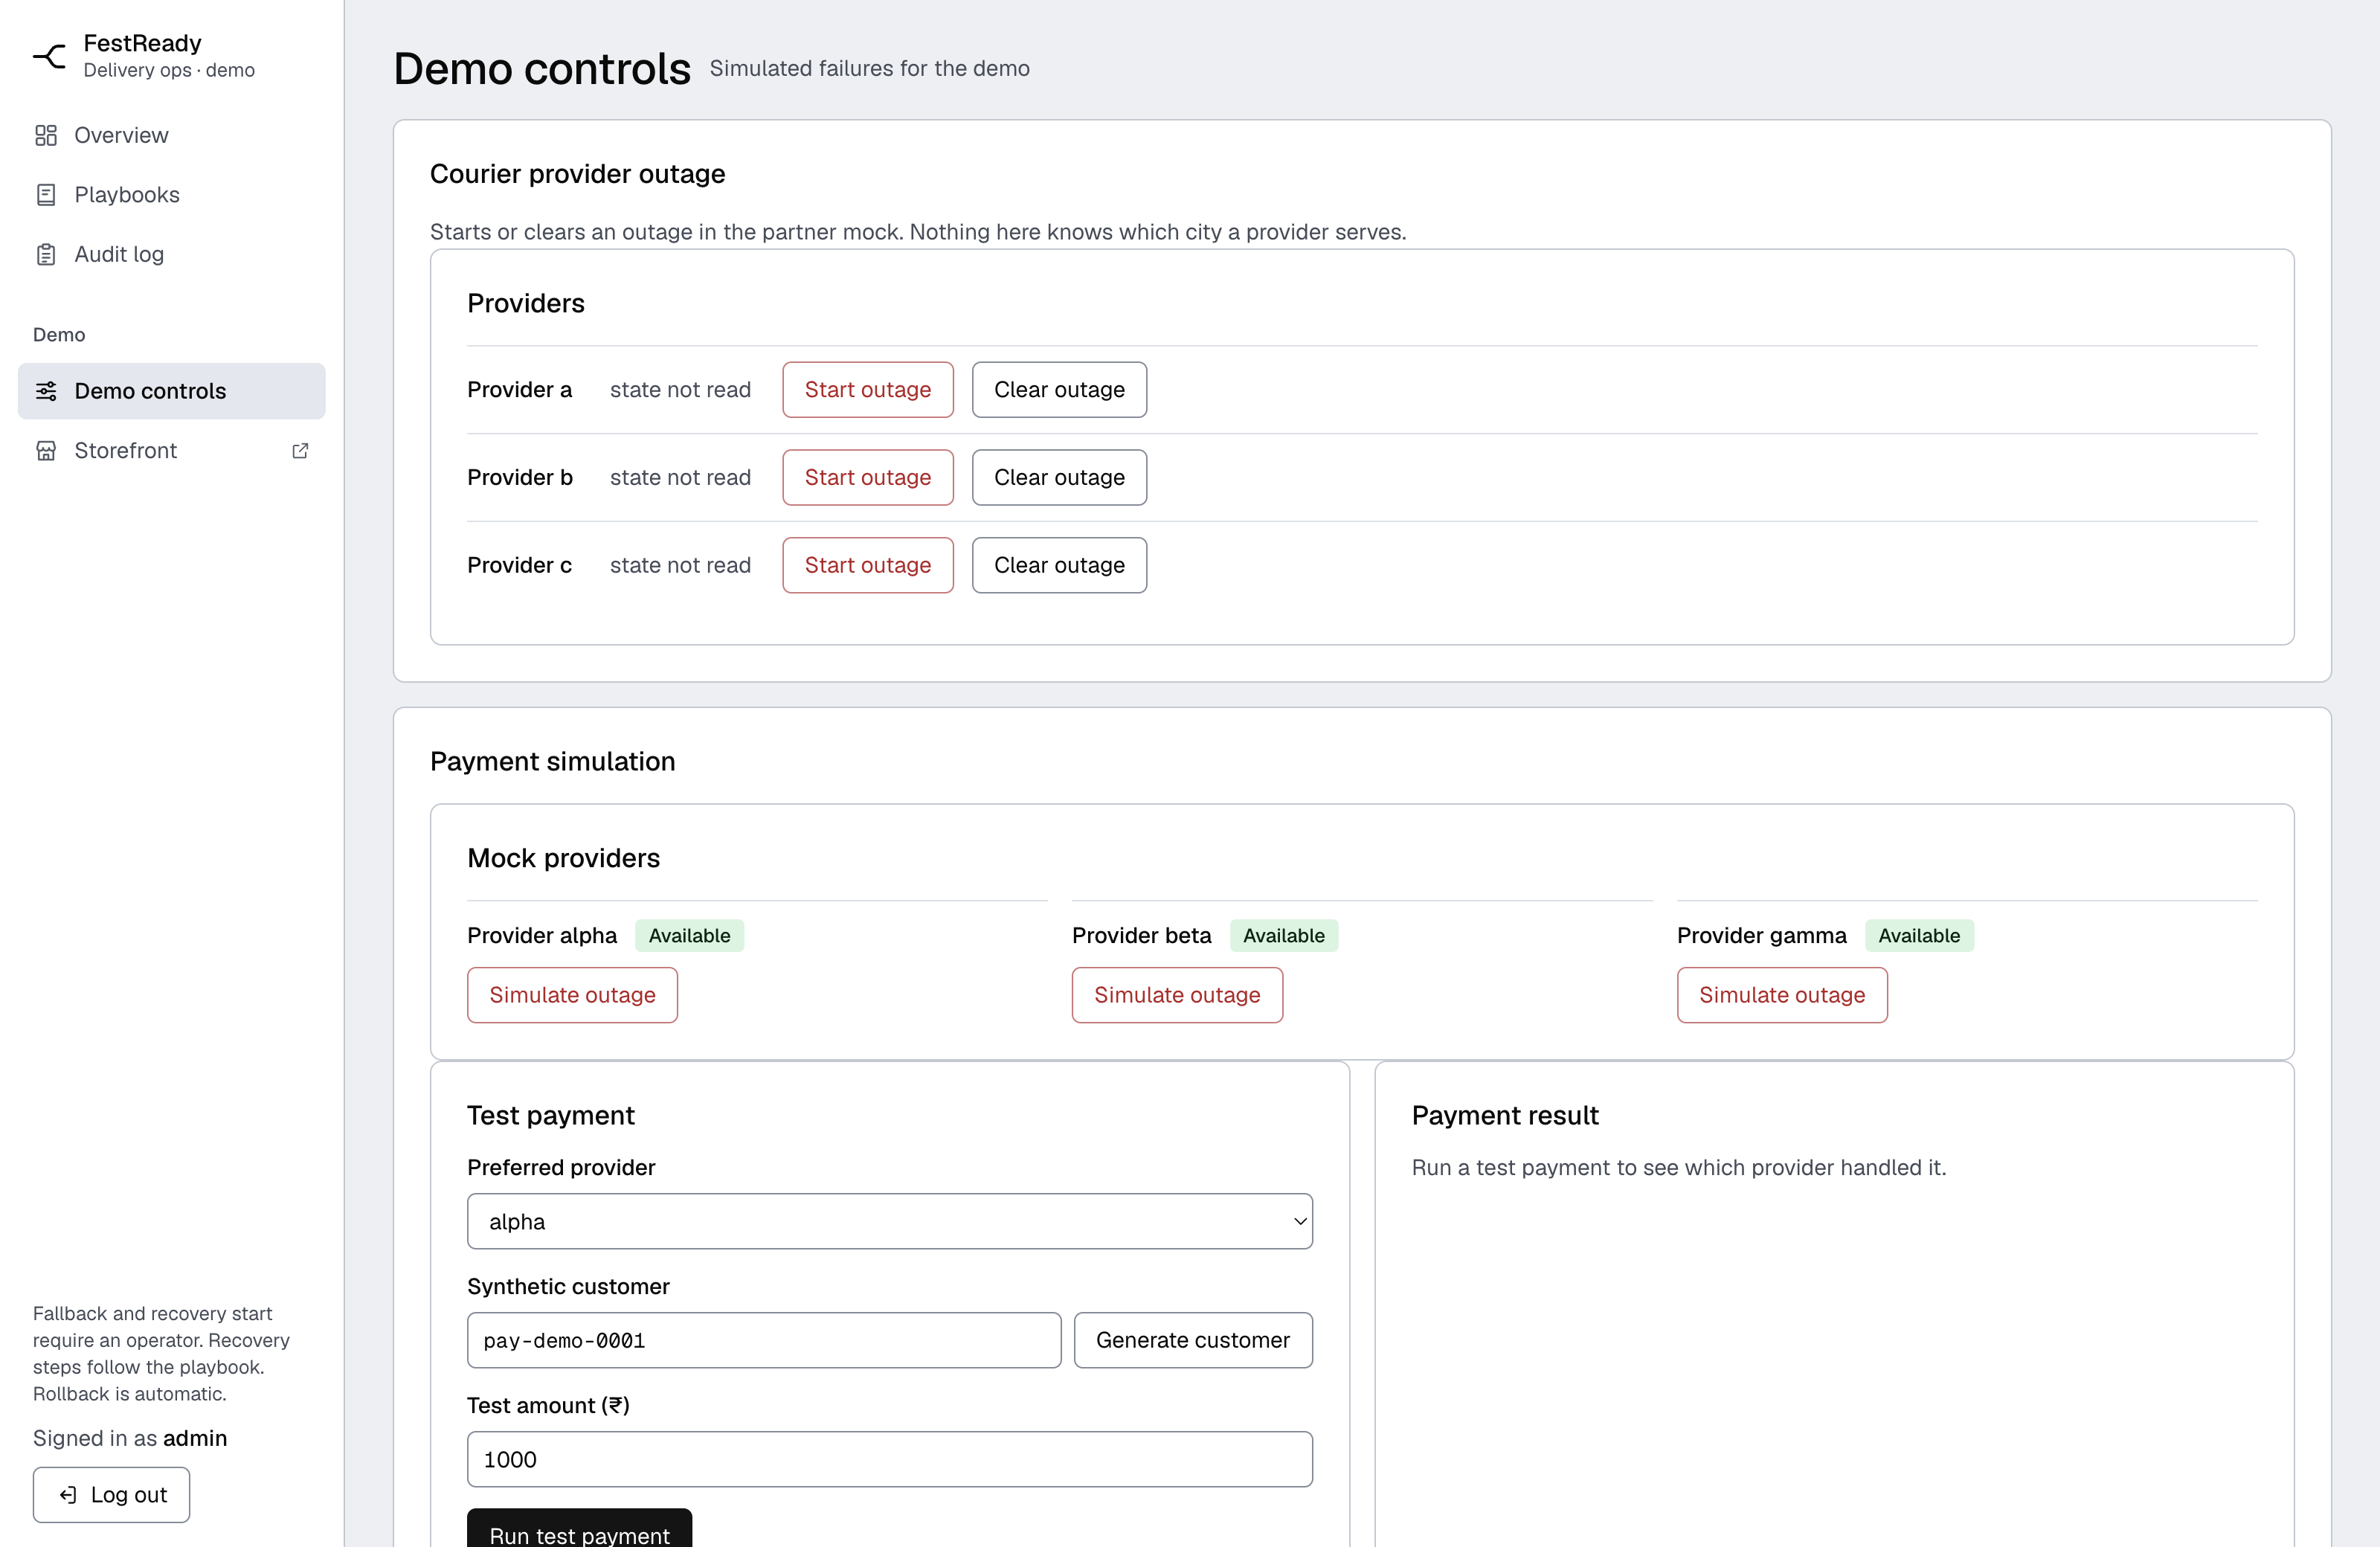 FestReady
Delivery ops · demo
Overview
Playbooks
Audit log
Demo
Demo controls
Storefront
Fallback and recovery start
require an operator. Recovery
steps follow the playbook.
Rollback is automatic.
Signed in as admin
Log out
Demo controls Simulated failures for the demo
Courier provider outage
Starts or clears an outage in the partner mock. Nothing here knows which city a provider serves.
Providers
Provider a state not read Start outage Clear outage
Provider b state not read Start outage Clear outage
Provider c state not read Start outage Clear outage
Payment simulation
Mock providers
Provider alpha Available Provider beta Available Provider gamma Available
Simulate outage Simulate outage Simulate outage
Test payment
Preferred provider
alpha
Synthetic customer
pay-demo-0001 Generate customer
Test amount (₹)
1000
Run test payment
Payment result
Run a test payment to see which provider handled it.